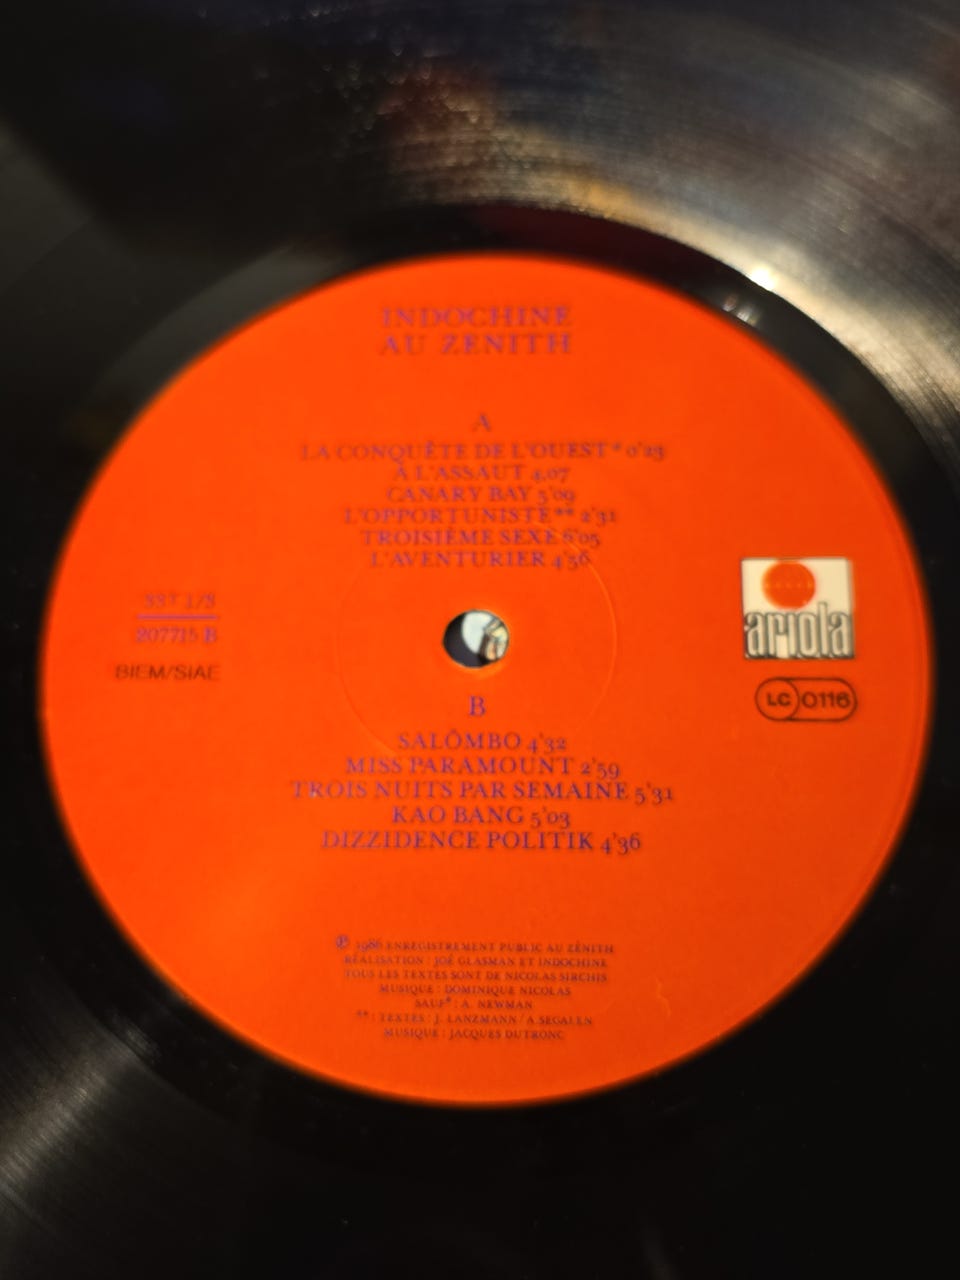 INDOCHINE
AU ZENITH
A
LA CONQUÊTE DE L'OUEST* 0'23
À L'ASSAUT 4,07
CANARY BAY 5'09
L'OPPORTUNISTE** 2'31
TROISIÈME SEXE 6'05
L'AVENTURIER 4'36
33T 1/3
207715 B
BIEM/SIAE
ariola
LC 0116
B
SALÔMBO 4'32
MISS PARAMOUNT 2'59
TROIS NUITS PAR SEMAINE 5'31
KAO BANG 5'03
DIZZIDENCE POLITIK 4'36
℗ 1986 ENREGISTREMENT PUBLIC AU ZÉNITH
RÉALISATION : JOÉ GLASMAN ET INDOCHINE
TOUS LES TEXTES SONT DE NICOLAS SIRCHIS
MUSIQUE : DOMINIQUE NICOLAS
SAUF* : A. NEWMAN
** : TEXTES : J. LANZMANN / A SEGALEN
MUSIQUE : JACQUES DUTRONC